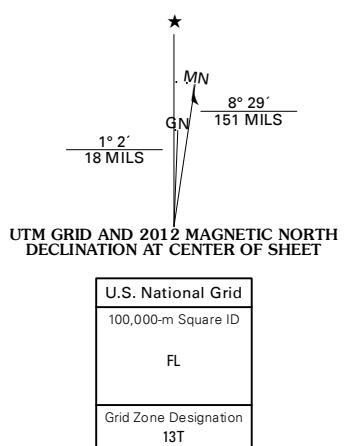 ★
MN
GN
8° 29´
151 MILS
1° 2´
18 MILS
UTM GRID AND 2012 MAGNETIC NORTH
DECLINATION AT CENTER OF SHEET
U.S. National Grid
100,000-m Square ID
FL
Grid Zone Designation
13T